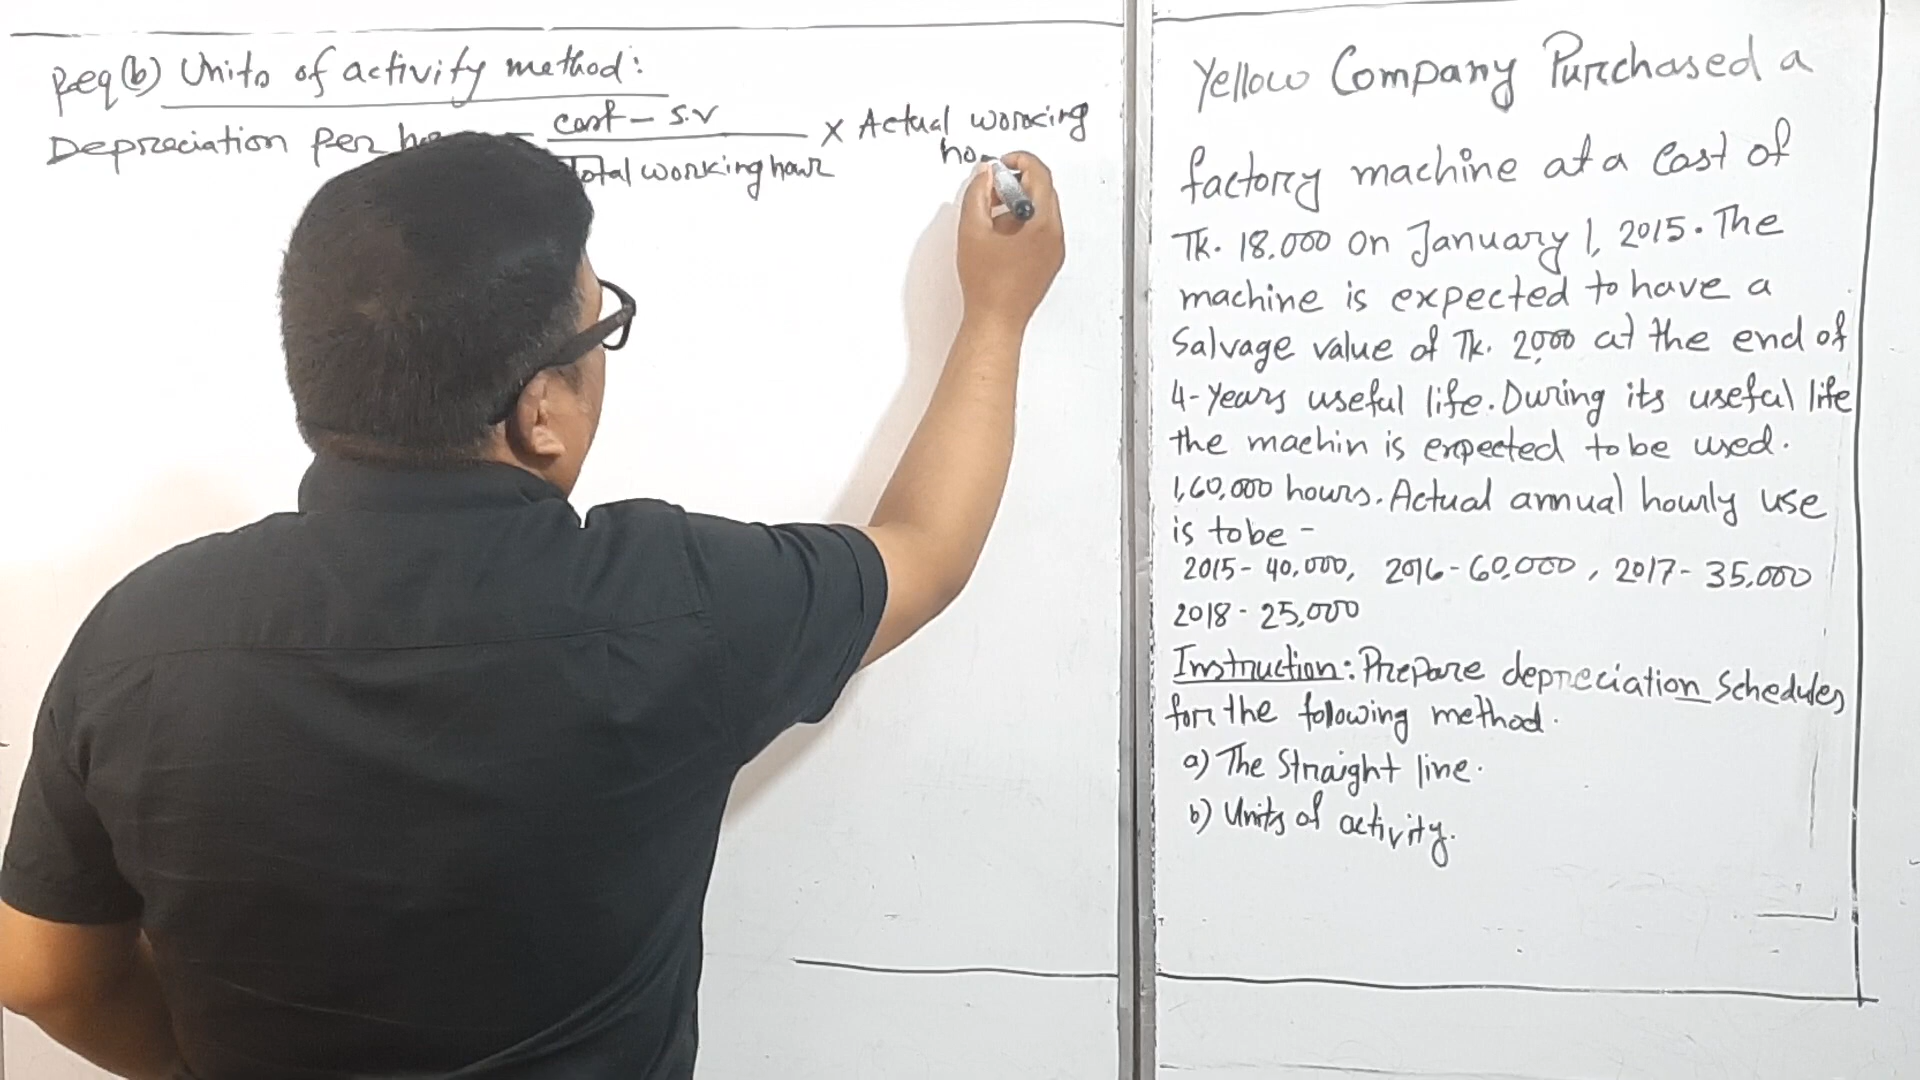 Req (b) Units of activity method:
Depreciation Per = cost - S.V × Actual working
Total working hour
Yellow Company Purchased a
factory machine at a Cost of
Tk. 18,000 on January 1, 2015. The
machine is expected to have a
Salvage value of Tk. 2,000 at the end of
4-Years useful life. During its useful life
the machin is expected to be used.
1,60,000 hours. Actual annual hourly use
is to be -
2015 - 40,000, 2016 - 60,000, 2017 - 35,000
2018 - 25,000
Instruction: Prepare depreciation Schedules
for the folowing method.
a) The Straight line.
b) Units of activity.